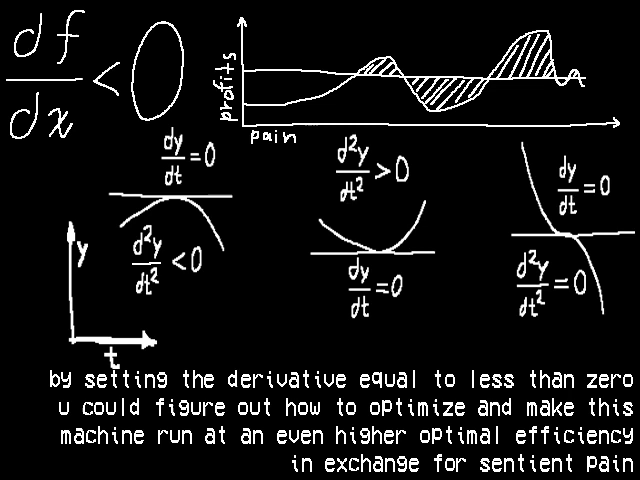 df/dx < 0
profits
pain
dy/dt = 0
d²y/dt² < 0
d²y/dt² > 0
dy/dt = 0
dy/dt = 0
d²y/dt² = 0
y
t
by setting the derivative equal to less than zero
u could figure out how to optimize and make this
machine run at an even higher optimal efficiency
in exchange for sentient pain